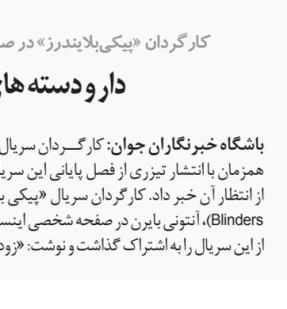 کارگردان «پیکی‌بلایندرز» در ص
دار و دسته های
باشگاه خبرنگاران جوان: کارگــردان سریال
همزمان با انتشار تیزری از فصل پایانی این سری
از انتظار آن خبر داد. کارگردان سریال «پیکی ب
Blinders)، آنتونی بایرن در صفحه شخصی اینس
از این سریال را به اشتراک گذاشت و نوشت: «زود